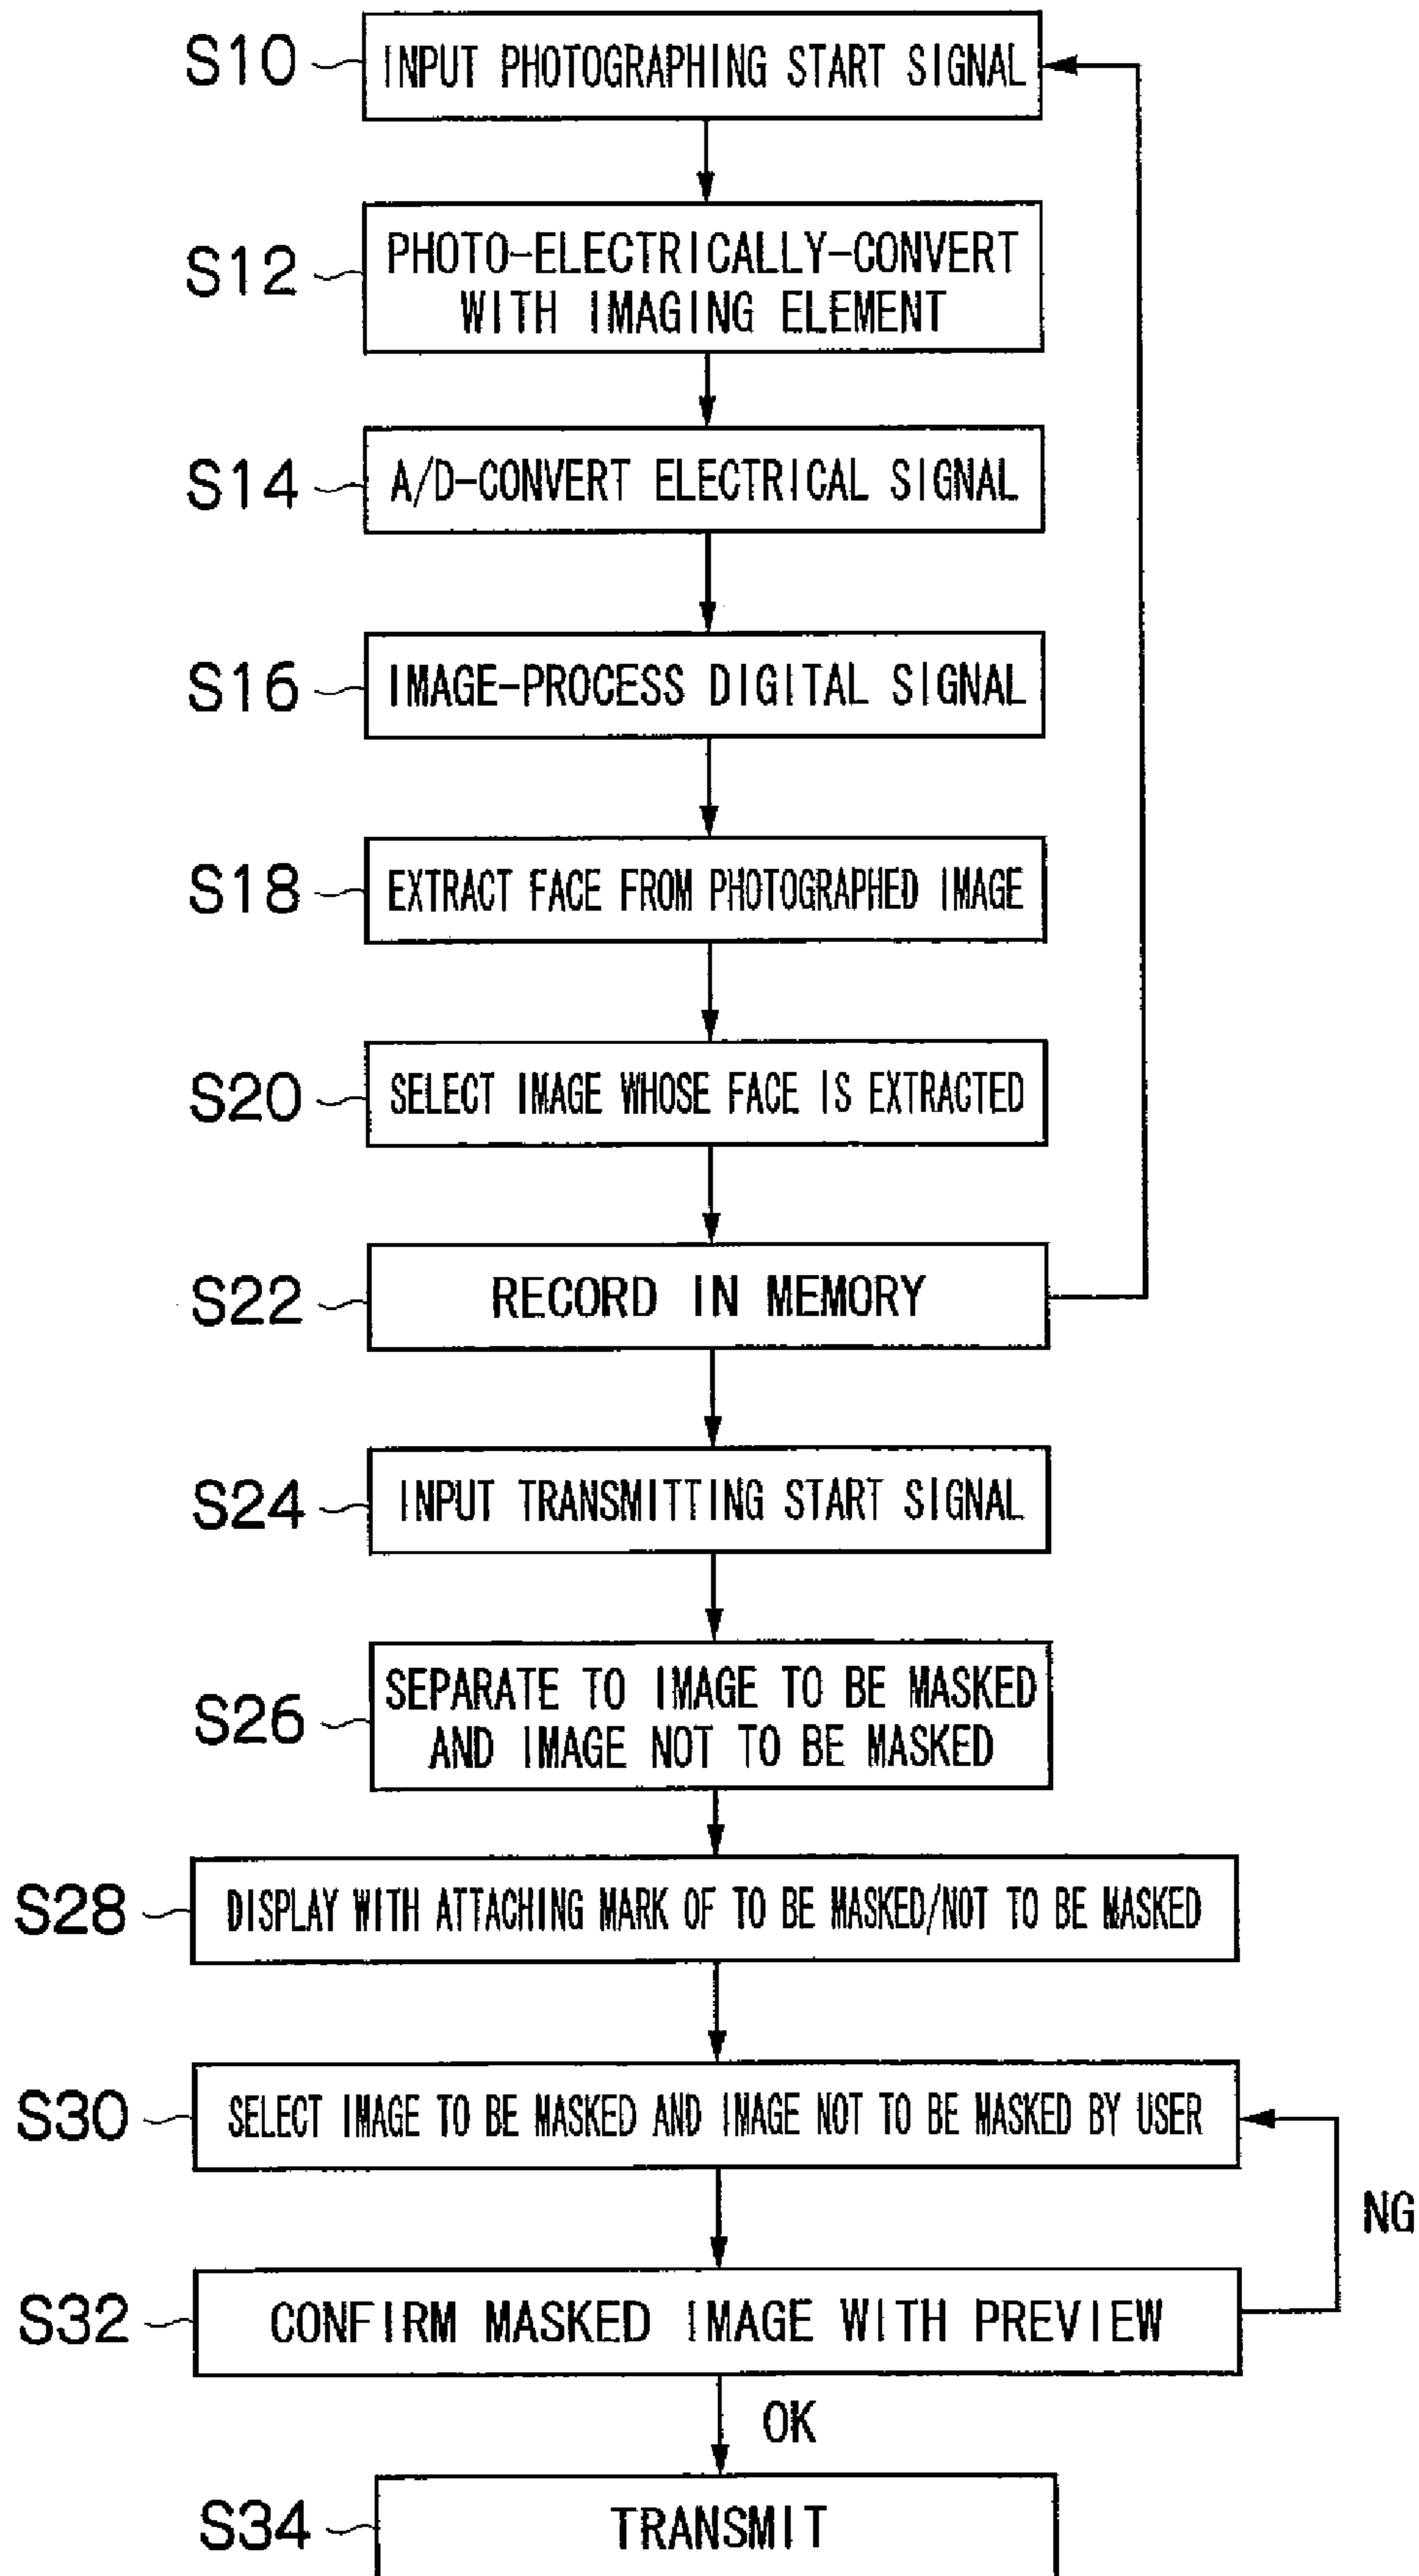 S10 INPUT PHOTOGRAPHING START SIGNAL
S12 PHOTO-ELECTRICALLY-CONVERT
WITH IMAGING ELEMENT
S14 A/D-CONVERT ELECTRICAL SIGNAL
S16 IMAGE-PROCESS DIGITAL SIGNAL
S18 EXTRACT FACE FROM PHOTOGRAPHED IMAGE
S20 SELECT IMAGE WHOSE FACE IS EXTRACTED
S22 RECORD IN MEMORY
S24 INPUT TRANSMITTING START SIGNAL
S26 SEPARATE TO IMAGE TO BE MASKED
AND IMAGE NOT TO BE MASKED
S28 DISPLAY WITH ATTACHING MARK OF TO BE MASKED/NOT TO BE MASKED
S30 SELECT IMAGE TO BE MASKED AND IMAGE NOT TO BE MASKED BY USER
NG
S32 CONFIRM MASKED IMAGE WITH PREVIEW
OK
S34 TRANSMIT